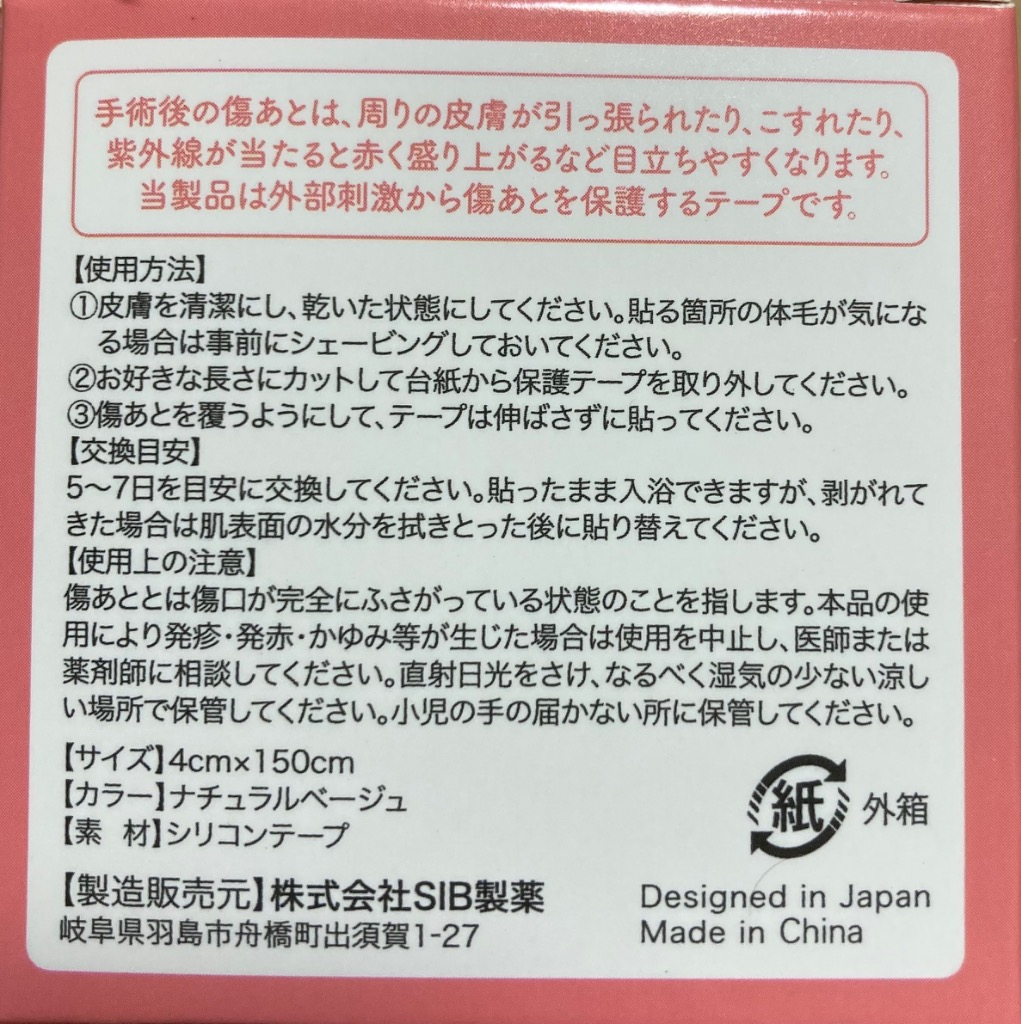 手術後の傷あとは、周りの皮膚が引っ張られたり、こすれたり、
紫外線が当たると赤く盛り上がるなど目立ちやすくなります。
当製品は外部刺激から傷あとを保護するテープです。
【使用方法】
①皮膚を清潔にし、乾いた状態にしてください。貼る箇所の体毛が気にな
る場合は事前にシェービングしておいてください。
②お好きな長さにカットして台紙から保護テープを取り外してください。
③傷あとを覆うようにして、テープは伸ばさずに貼ってください。
【交換目安】
5〜7日を目安に交換してください。貼ったまま入浴できますが、剥がれて
きた場合は肌表面の水分を拭きとった後に貼り替えてください。
【使用上の注意】
傷あととは傷口が完全にふさがっている状態のことを指します。本品の使
用により発疹・発赤・かゆみ等が生じた場合は使用を中止し、医師または
薬剤師に相談してください。直射日光をさけ、なるべく湿気の少ない涼し
い場所で保管してください。小児の手の届かない所に保管してください。
【サイズ】4cm×150cm
【カラー】ナチュラルベージュ
【素 材】シリコンテープ
紙 外箱
【製造販売元】株式会社SIB製薬
岐阜県羽島市舟橋町出須賀1-27
Designed in Japan
Made in China